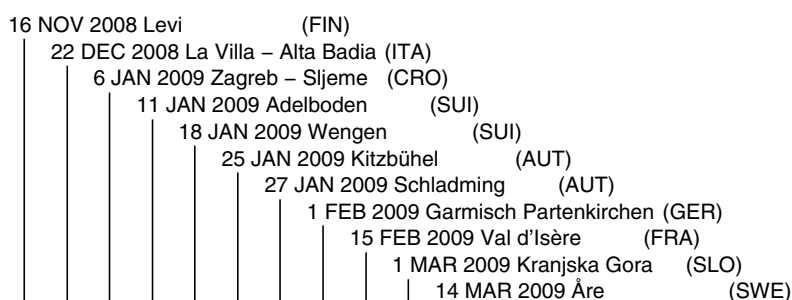 16 NOV 2008 Levi (FIN)
22 DEC 2008 La Villa – Alta Badia (ITA)
6 JAN 2009 Zagreb – Sljeme (CRO)
11 JAN 2009 Adelboden (SUI)
18 JAN 2009 Wengen (SUI)
25 JAN 2009 Kitzbühel (AUT)
27 JAN 2009 Schladming (AUT)
1 FEB 2009 Garmisch Partenkirchen (GER)
15 FEB 2009 Val d'Isère (FRA)
1 MAR 2009 Kranjska Gora (SLO)
14 MAR 2009 Åre (SWE)